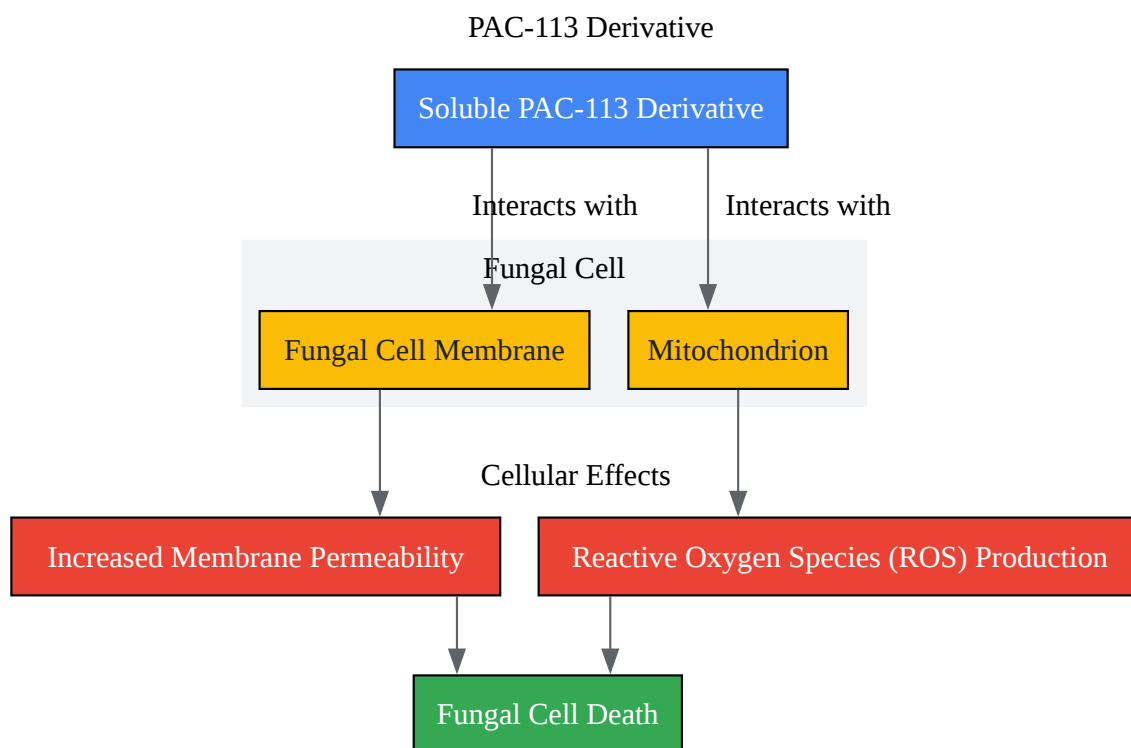 PAC-113 Derivative
Soluble PAC-113 Derivative
Interacts with
Interacts with
Fungal Cell
Fungal Cell Membrane
Mitochondrion
Cellular Effects
Increased Membrane Permeability
Reactive Oxygen Species (ROS) Production
Fungal Cell Death